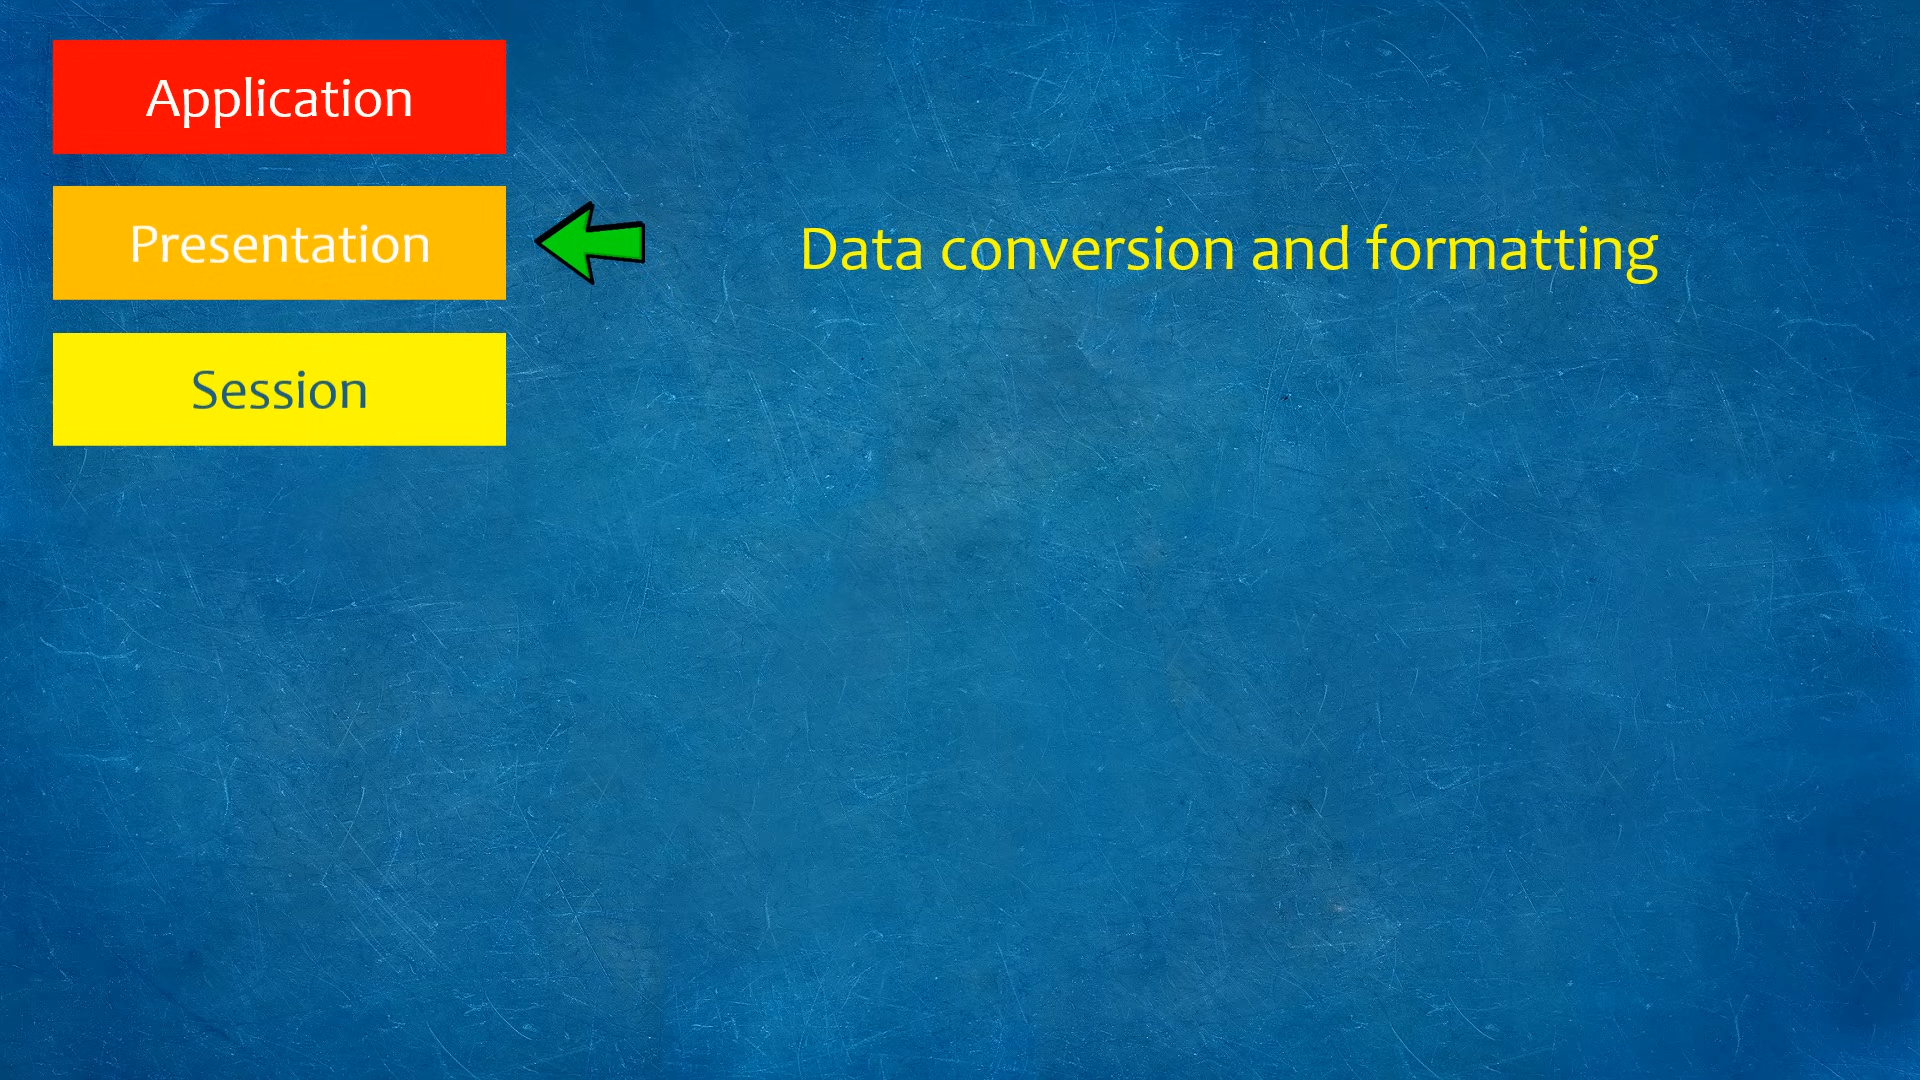 Application
Presentation
Data conversion and formatting
Session